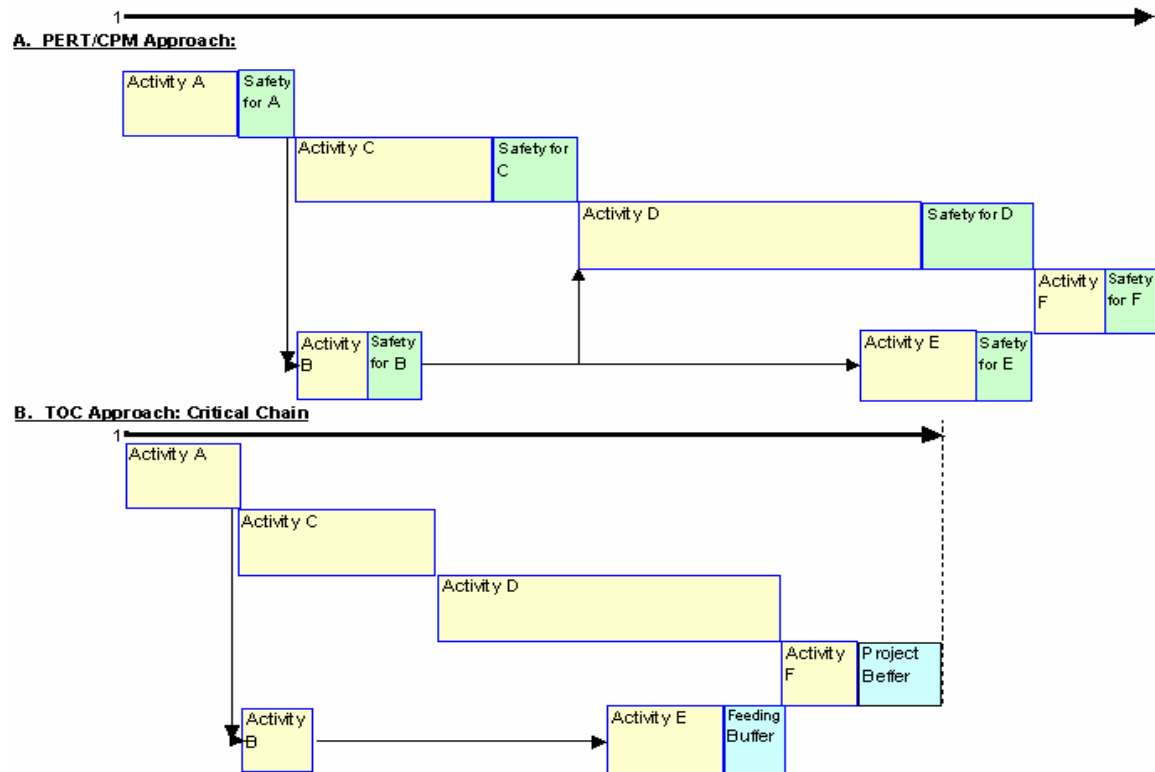 1
A. PERT/CPM Approach:
Activity A
Safety
for A
Activity C
Safety for
C
Activity D
Safety for D
Activity
F
Safety
for F
Activity
B
Safety
for B
Activity E
Safety
for E
B. TOC Approach: Critical Chain
1
Activity A
Activity C
Activity D
Activity
F
Project
Beffer
Activity
B
Activity E
Feeding
Buffer